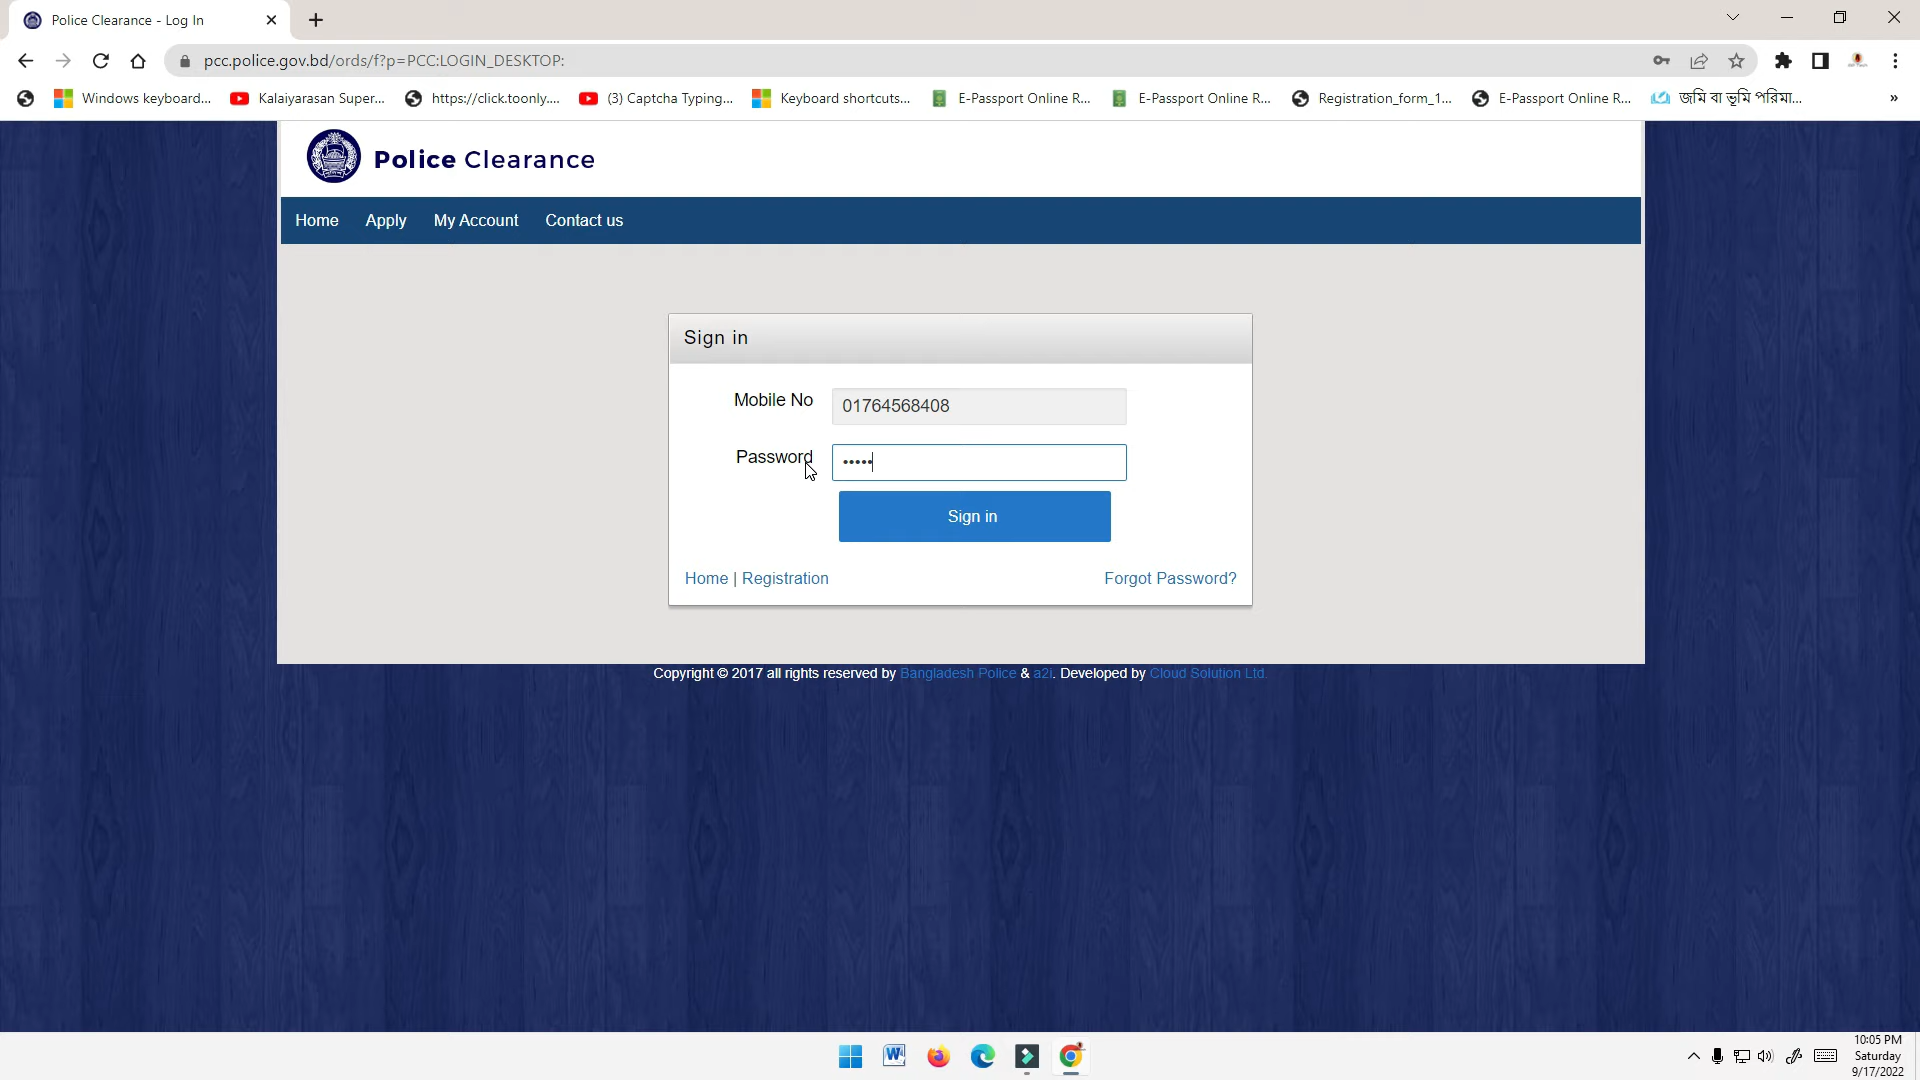 Police Clearance - Log In
pcc.police.gov.bd/ords/f?p=PCC:LOGIN_DESKTOP:
Windows keyboard...
Kalaiyarasan Super...
https://click.toonly....
(3) Captcha Typing...
Keyboard shortcuts...
E-Passport Online R...
E-Passport Online R...
Registration_form_1...
E-Passport Online R...
জমি বা ভূমি পরিমা...
»
Police Clearance
Home
Apply
My Account
Contact us
Sign in
Mobile No
01764568408
Password
•••••
Sign in
Home | Registration
Forgot Password?
Copyright © 2017 all rights reserved by Bangladesh Police & a2i. Developed by Cloud Solution Ltd.
10:05 PM
Saturday
9/17/2022